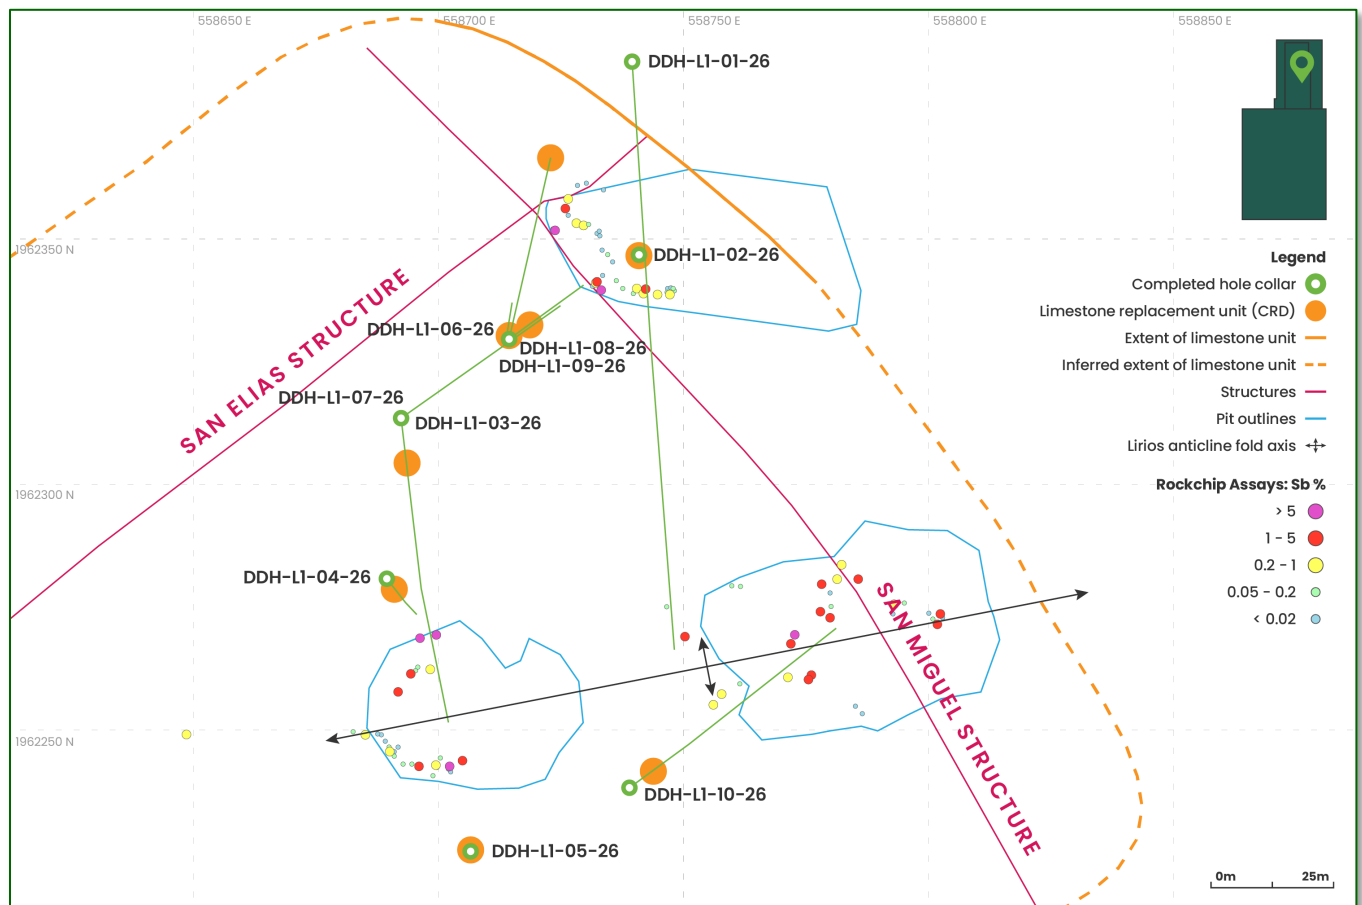 558650 E
558700 E
558750 E
558800 E
558850 E
DDH-L1-01-26
1962350 N
DDH-L1-02-26
SAN ELIAS STRUCTURE
DDH-L1-06-26
DDH-L1-08-26
DDH-L1-09-26
DDH-L1-07-26
DDH-L1-03-26
1962300 N
DDH-L1-04-26
SAN MIGUEL STRUCTURE
1962250 N
DDH-L1-10-26
DDH-L1-05-26
Legend
Completed hole collar
Limestone replacement unit (CRD)
Extent of limestone unit
Inferred extent of limestone unit
Structures
Pit outlines
Lirios anticline fold axis
Rockchip Assays: Sb %
> 5
1 - 5
0.2 - 1
0.05 - 0.2
< 0.02
0m 25m